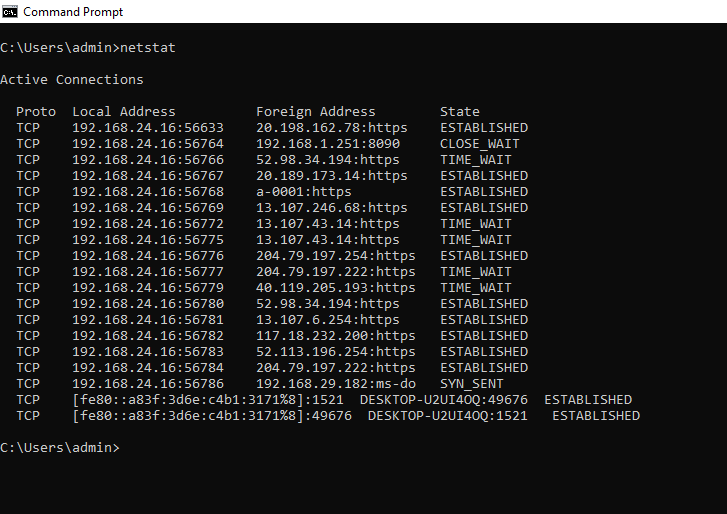 Command Prompt
C:\Users\admin>netstat
Active Connections
Proto Local Address Foreign Address State
TCP 192.168.24.16:56633 20.198.162.78:https ESTABLISHED
TCP 192.168.24.16:56764 192.168.1.251:8090 CLOSE_WAIT
TCP 192.168.24.16:56766 52.98.34.194:https TIME_WAIT
TCP 192.168.24.16:56767 20.189.173.14:https ESTABLISHED
TCP 192.168.24.16:56768 a-0001:https ESTABLISHED
TCP 192.168.24.16:56769 13.107.246.68:https ESTABLISHED
TCP 192.168.24.16:56772 13.107.43.14:https TIME_WAIT
TCP 192.168.24.16:56775 13.107.43.14:https TIME_WAIT
TCP 192.168.24.16:56776 204.79.197.254:https ESTABLISHED
TCP 192.168.24.16:56777 204.79.197.222:https TIME_WAIT
TCP 192.168.24.16:56779 40.119.205.193:https TIME_WAIT
TCP 192.168.24.16:56780 52.98.34.194:https ESTABLISHED
TCP 192.168.24.16:56781 13.107.6.254:https ESTABLISHED
TCP 192.168.24.16:56782 117.18.232.200:https ESTABLISHED
TCP 192.168.24.16:56783 52.113.196.254:https ESTABLISHED
TCP 192.168.24.16:56784 204.79.197.222:https ESTABLISHED
TCP 192.168.24.16:56786 192.168.29.182:ms-do SYN_SENT
TCP [fe80::a83f:3d6e:c4b1:3171%8]:1521 DESKTOP-U2UI4OQ:49676 ESTABLISHED
TCP [fe80::a83f:3d6e:c4b1:3171%8]:49676 DESKTOP-U2UI4OQ:1521 ESTABLISHED
C:\Users\admin>